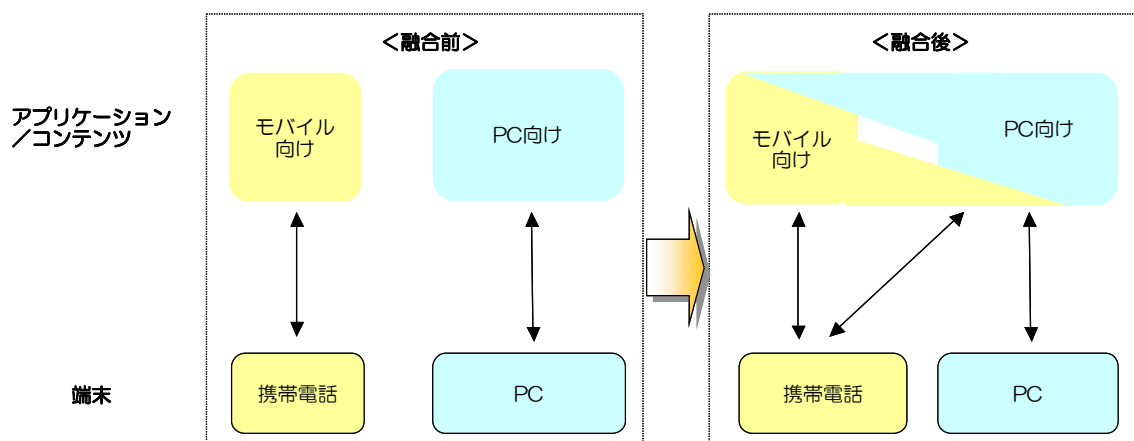 ＜融合前＞
＜融合後＞
アプリケーション
／コンテンツ
モバイル
向け
PC向け
モバイル
向け
PC向け
端末
携帯電話
PC
携帯電話
PC